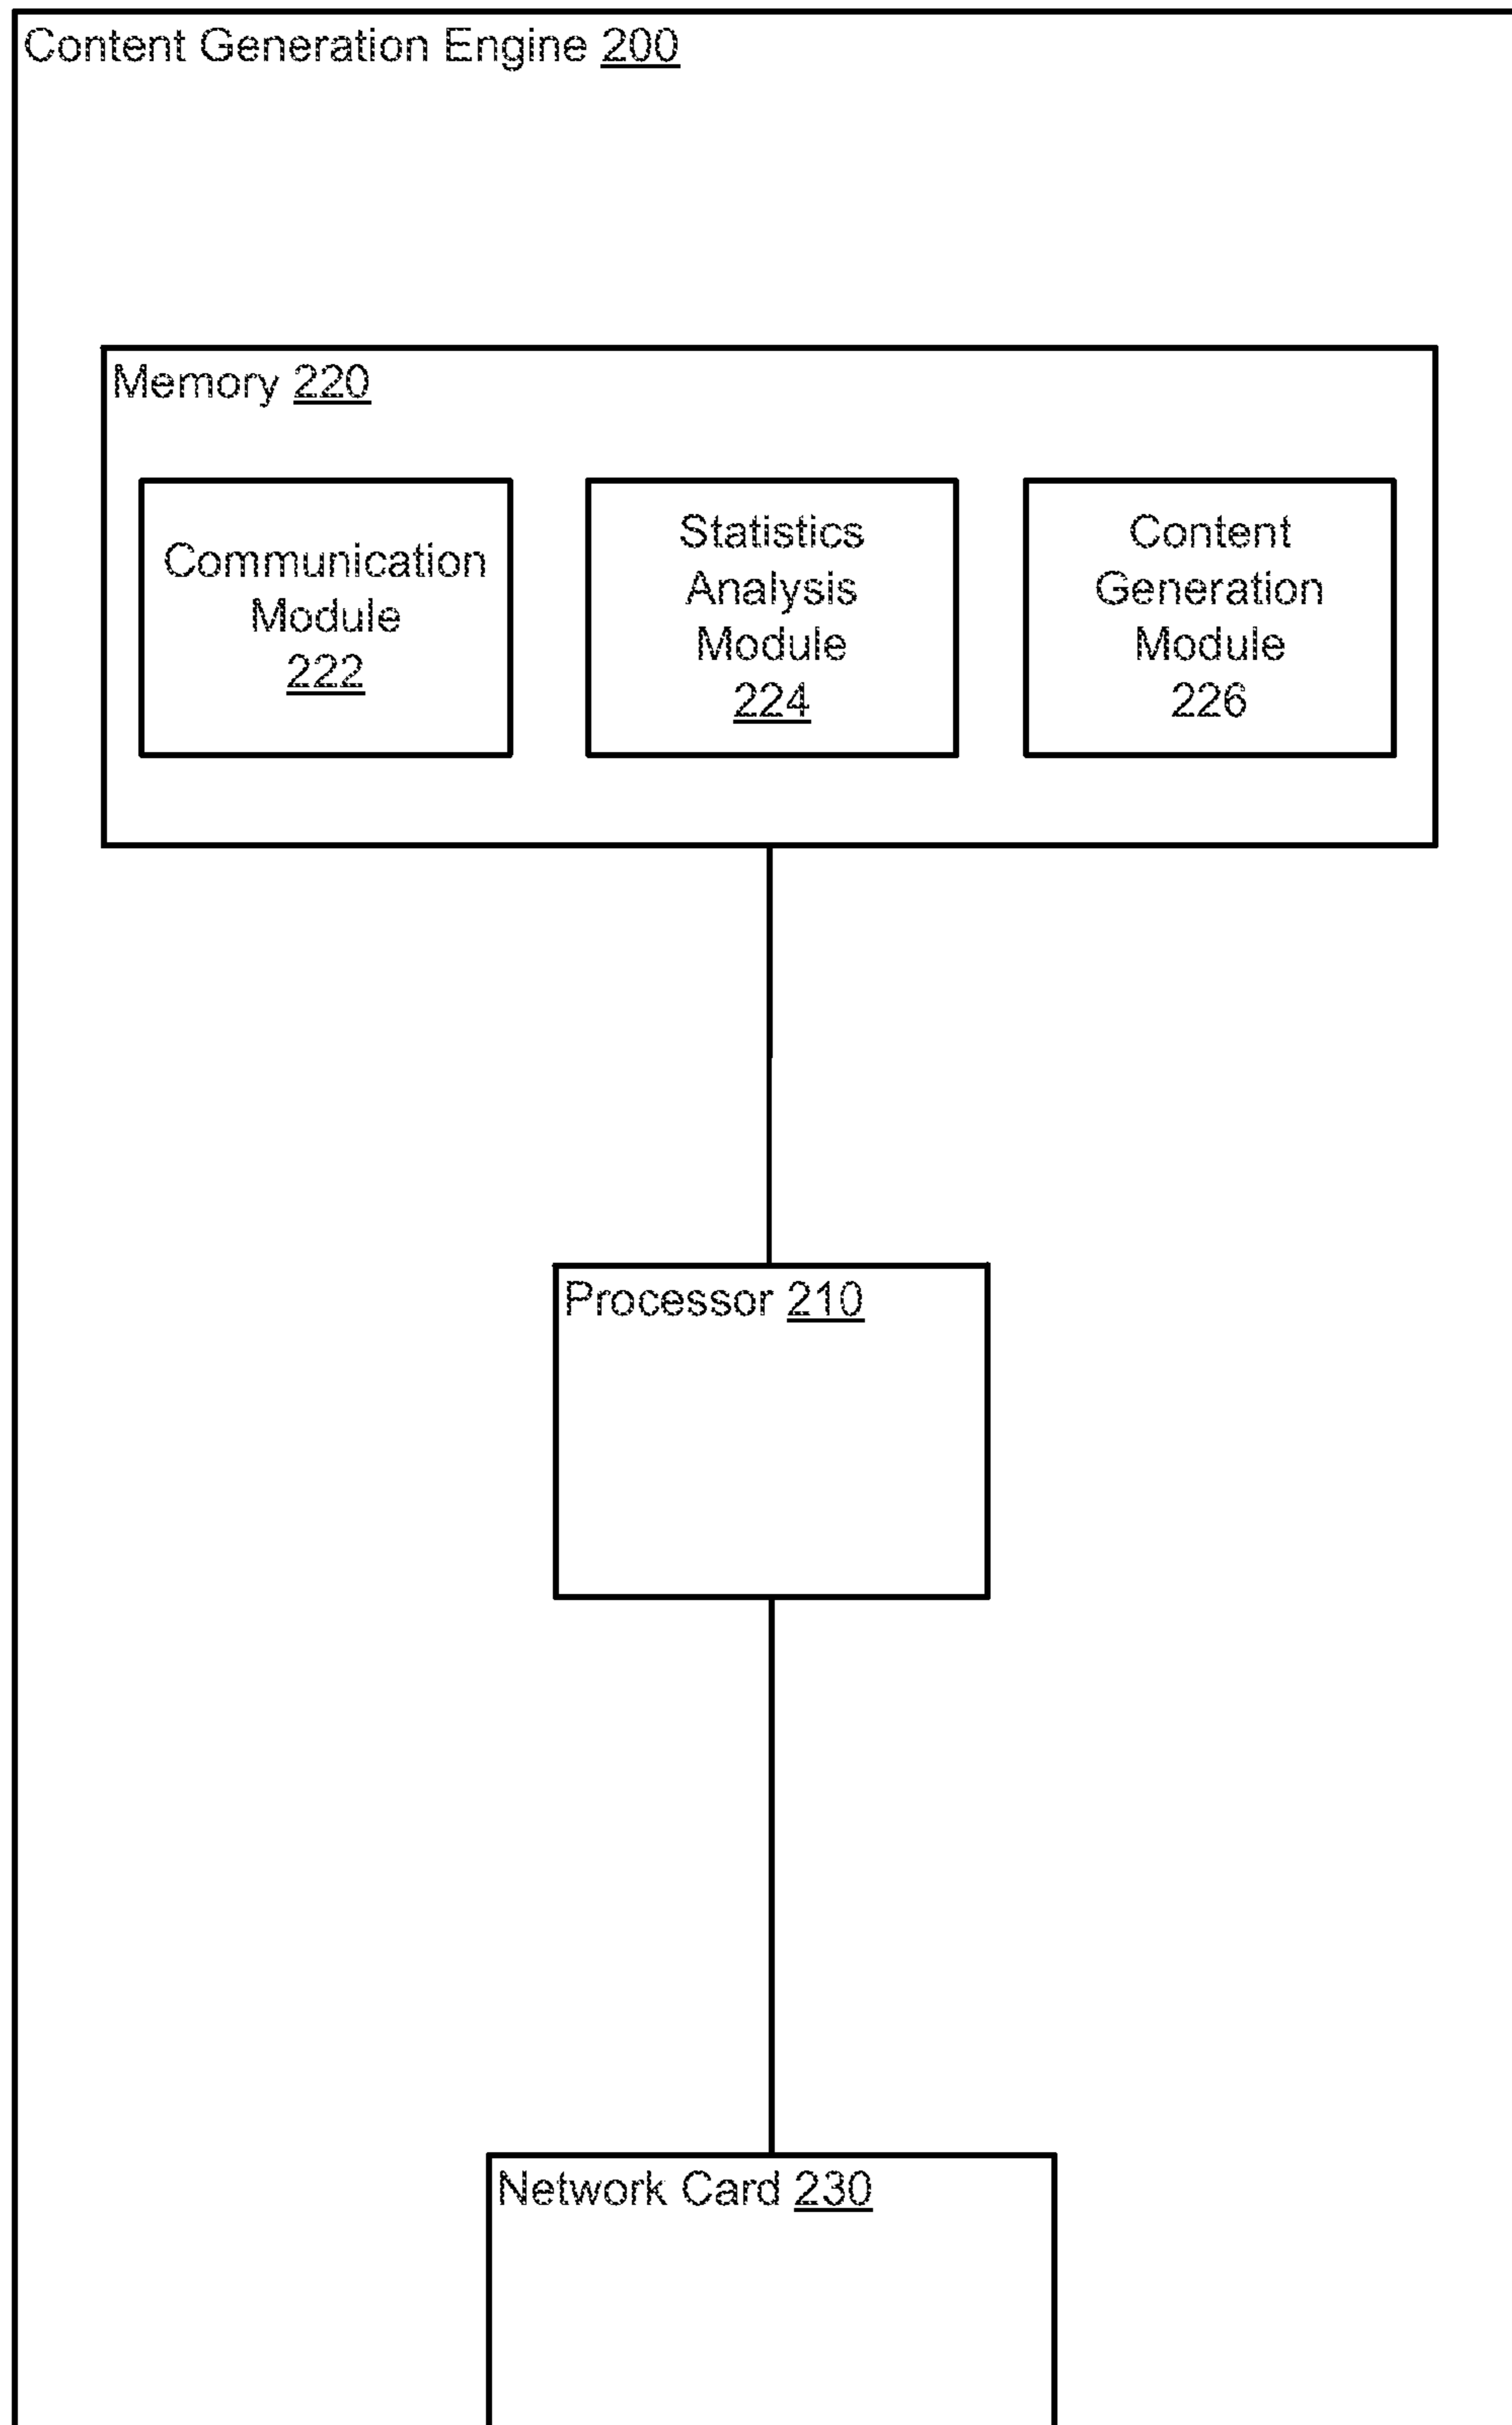 Content Generation Engine 200
Memory 220
Communication
Module
222
Statistics
Analysis
Module
224
Content
Generation
Module
226
Processor 210
Network Card 230